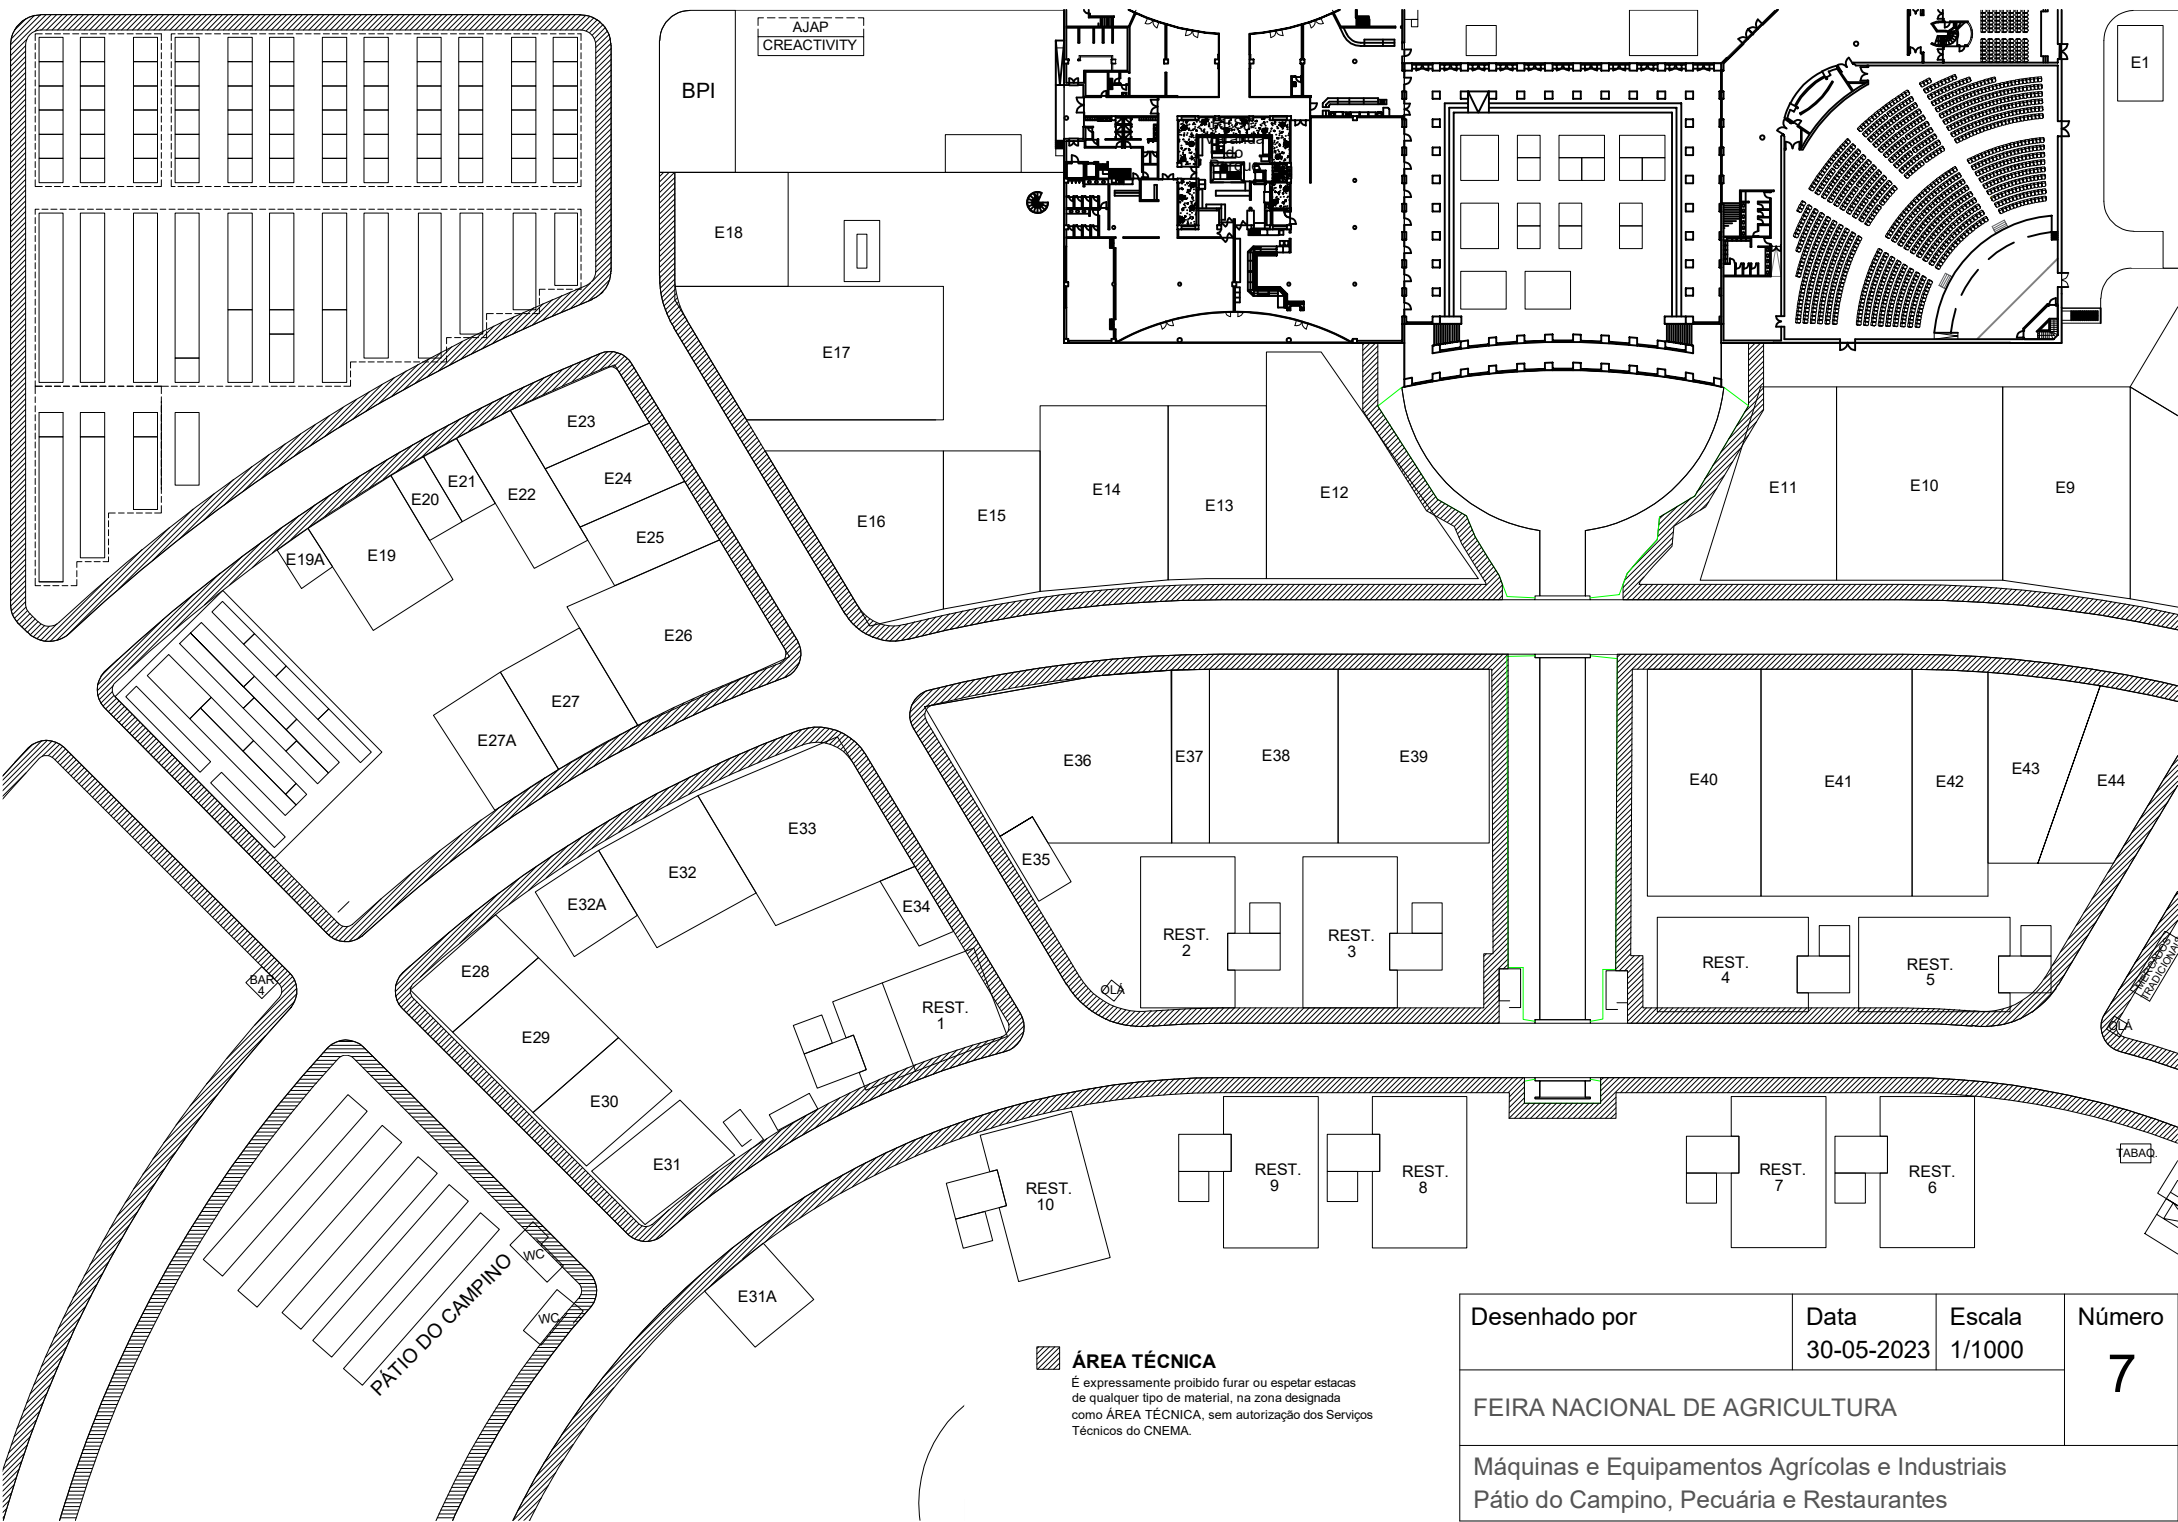 AJAP
CREACTIVITY
BPI
E1
do
E18
E17
E23
E24
E22
E21
E20
E25
E19
E19A
E26
E27
E27A
E16
E15
E14
E13
E12
E11
E10
E9
E36
E37
E38
E39
E40
E41
E42
E43
E44
E35
E33
E32
E32A
E34
E28
E29
E30
E31
E31A
REST.
1
REST.
2
REST.
3
REST.
4
REST.
5
BAR
4
OLÁ
MERCADOS
TRADICIONAIS
OLÁ
TABAQ.
REST.
10
REST.
9
REST.
8
REST.
7
REST.
6
WC
WC
PÁTIO DO CAMPINO
ÁREA TÉCNICA
É expressamente proibido furar ou espetar estacas
de qualquer tipo de material, na zona designada
como ÁREA TÉCNICA, sem autorização dos Serviços
Técnicos do CNEMA.
Desenhado por
Data
30-05-2023
Escala
1/1000
Número
7
FEIRA NACIONAL DE AGRICULTURA
Máquinas e Equipamentos Agrícolas e Industriais
Pátio do Campino, Pecuária e Restaurantes